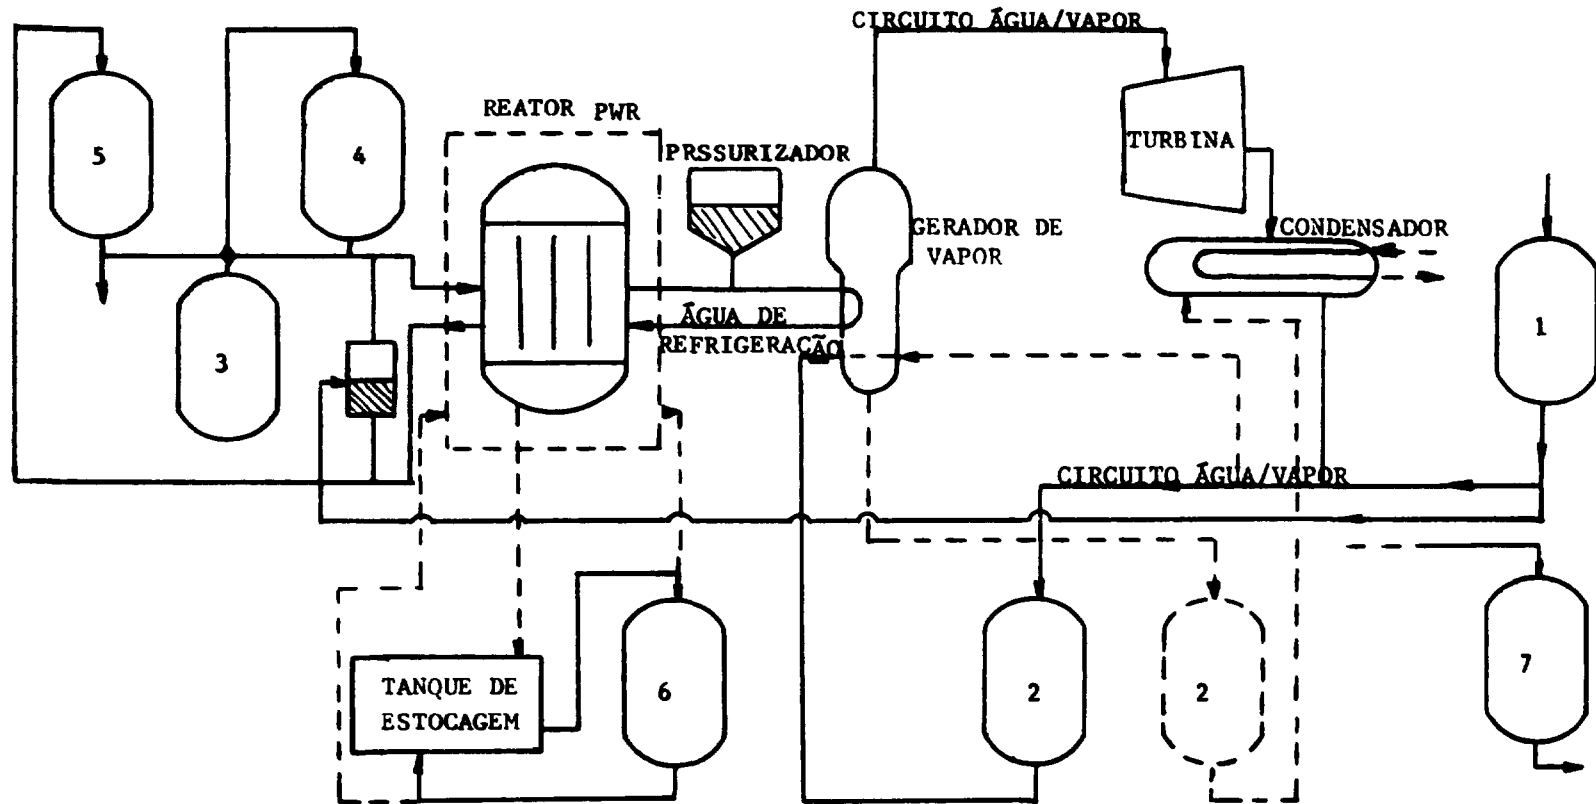 CIRCUITO ÁGUA/VAPOR
REATOR PWR
PRSSURIZADOR
TURBINA
5
4
GERADOR DE
VAPOR
CONDENSADOR
ÁGUA DE
REFRIGERAÇÃO
1
3
CIRCUITO ÁGUA/VAPOR
TANQUE DE
ESTOCAGEM
6
2
2
7